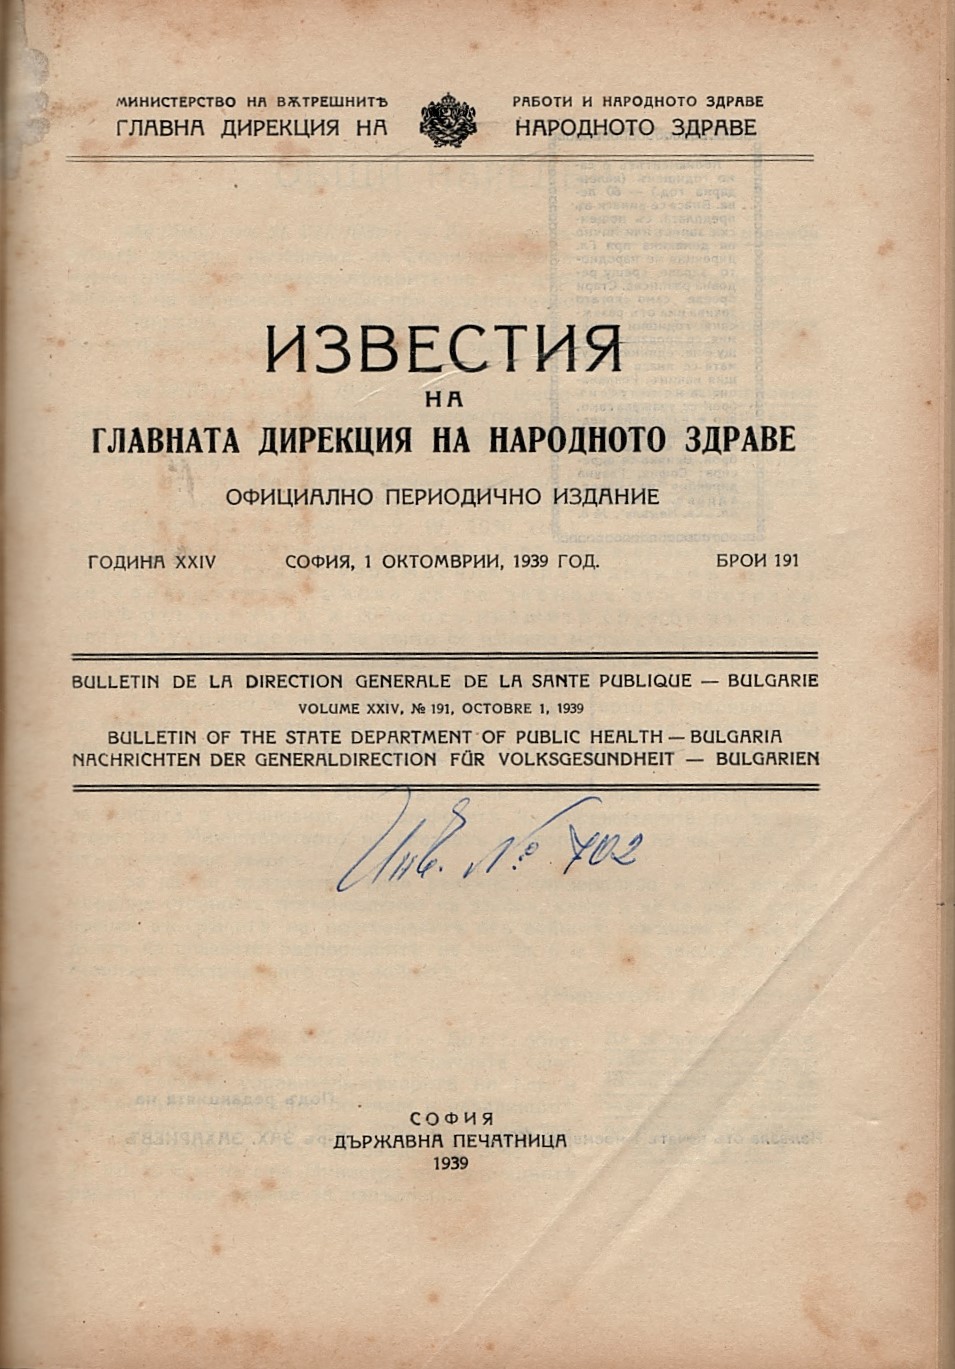 МИНИСТЕРСТВО НА ВѪТРЕШНИТѢ РАБОТИ И НАРОДНОТО ЗДРАВЕ
ГЛАВНА ДИРЕКЦИЯ НА НАРОДНОТО ЗДРАВЕ
ИЗВЕСТИЯ
НА
ГЛАВНАТА ДИРЕКЦИЯ НА НАРОДНОТО ЗДРАВЕ
ОФИЦИАЛНО ПЕРИОДИЧНО ИЗДАНИЕ
ГОДИНА XXIV СОФИЯ, 1 ОКТОМВРИИ, 1939 ГОД. БРОИ 191
BULLETIN DE LA DIRECTION GENERALE DE LA SANTE PUBLIQUE — BULGARIE
VOLUME XXIV, № 191, OCTOBRE 1, 1939
BULLETIN OF THE STATE DEPARTMENT OF PUBLIC HEALTH — BULGARIA
NACHRICHTEN DER GENERALDIRECTION FÜR VOLKSGESUNDHEIT — BULGARIEN
Инв. № 702
СОФИЯ
ДЪРЖАВНА ПЕЧАТНИЦА
1939